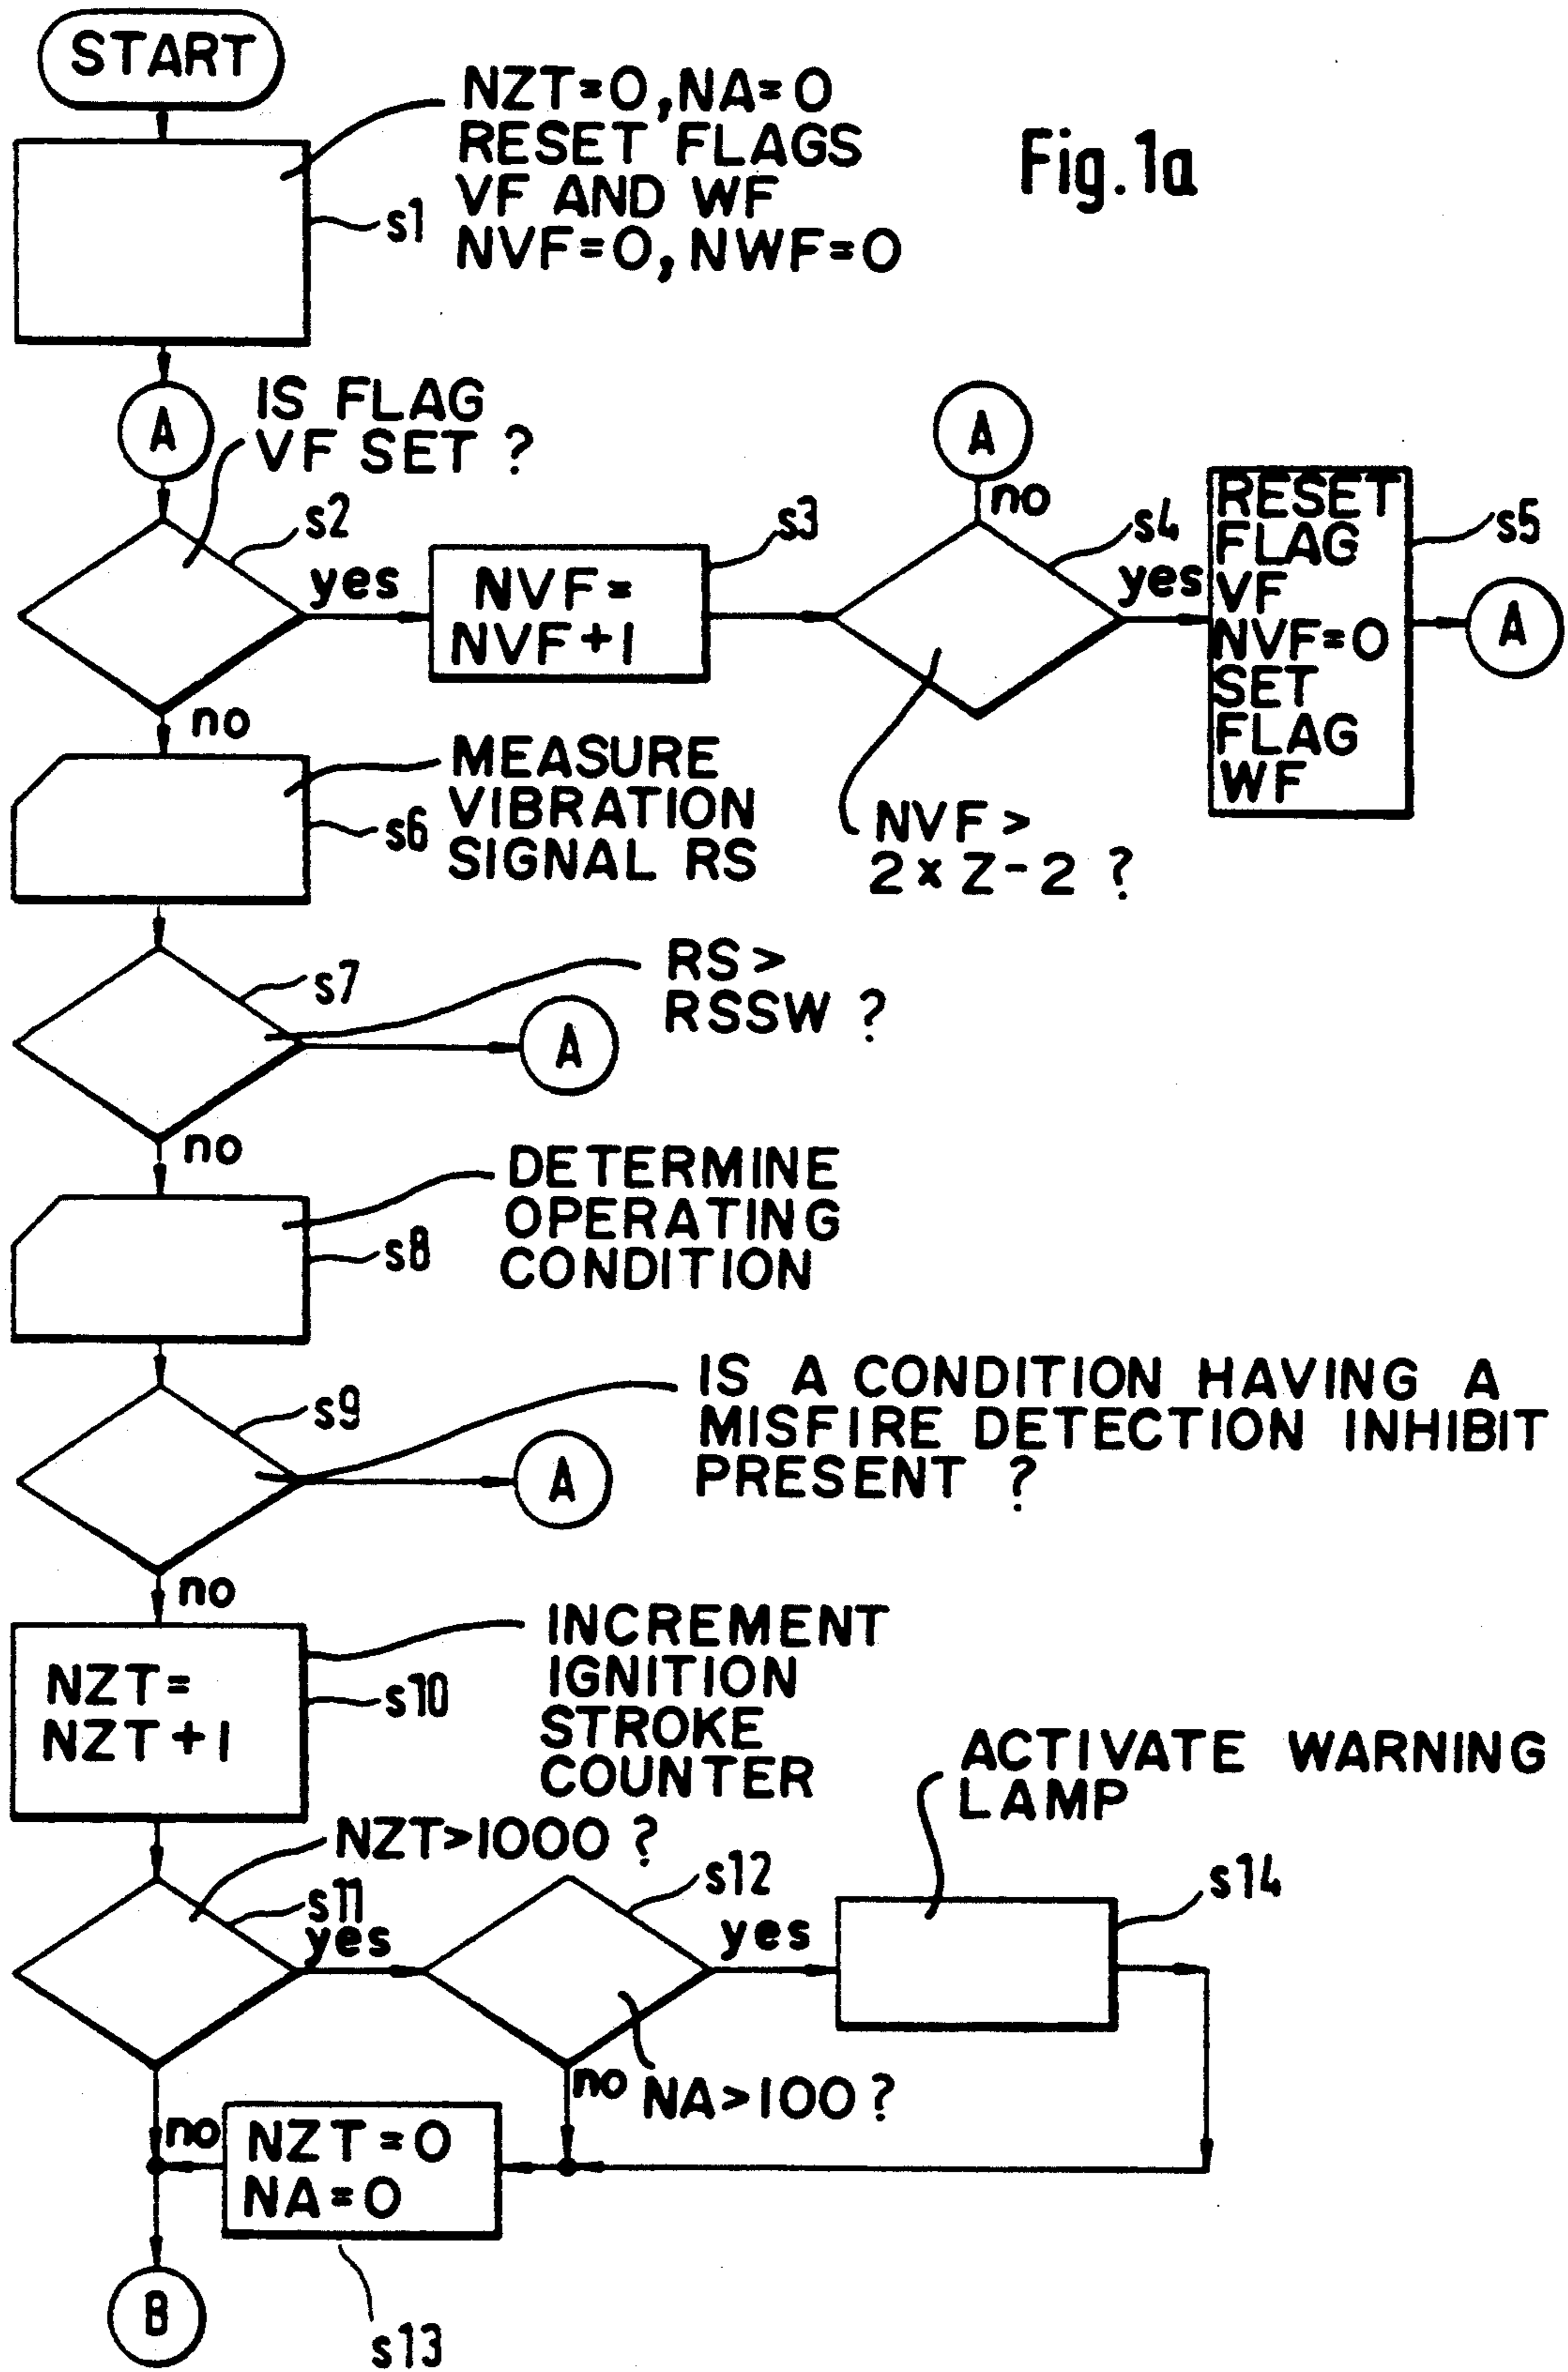 START
NZT=0,NA=0
RESET FLAGS
VF AND WF
NVF=0,NWF=0
s1
Fig.1a
A
IS FLAG
VF SET ?
s2
yes
no
NVF=
NVF+1
s3
A
no
s4
yes
NVF>
2×Z-2 ?
RESET
FLAG
VF
NVF=0
SET
FLAG
WF
s5
A
MEASURE
VIBRATION
SIGNAL RS
s6
s7
RS>
RSSW ?
A
no
DETERMINE
OPERATING
CONDITION
s8
s9
IS A CONDITION HAVING A
MISFIRE DETECTION INHIBIT
PRESENT ?
A
no
NZT=
NZT+1
INCREMENT
IGNITION
STROKE
COUNTER
s10
NZT>1000 ?
s11
yes
s12
yes
ACTIVATE WARNING
LAMP
s14
no
NA>100?
no
NZT=0
NA=0
B
s13